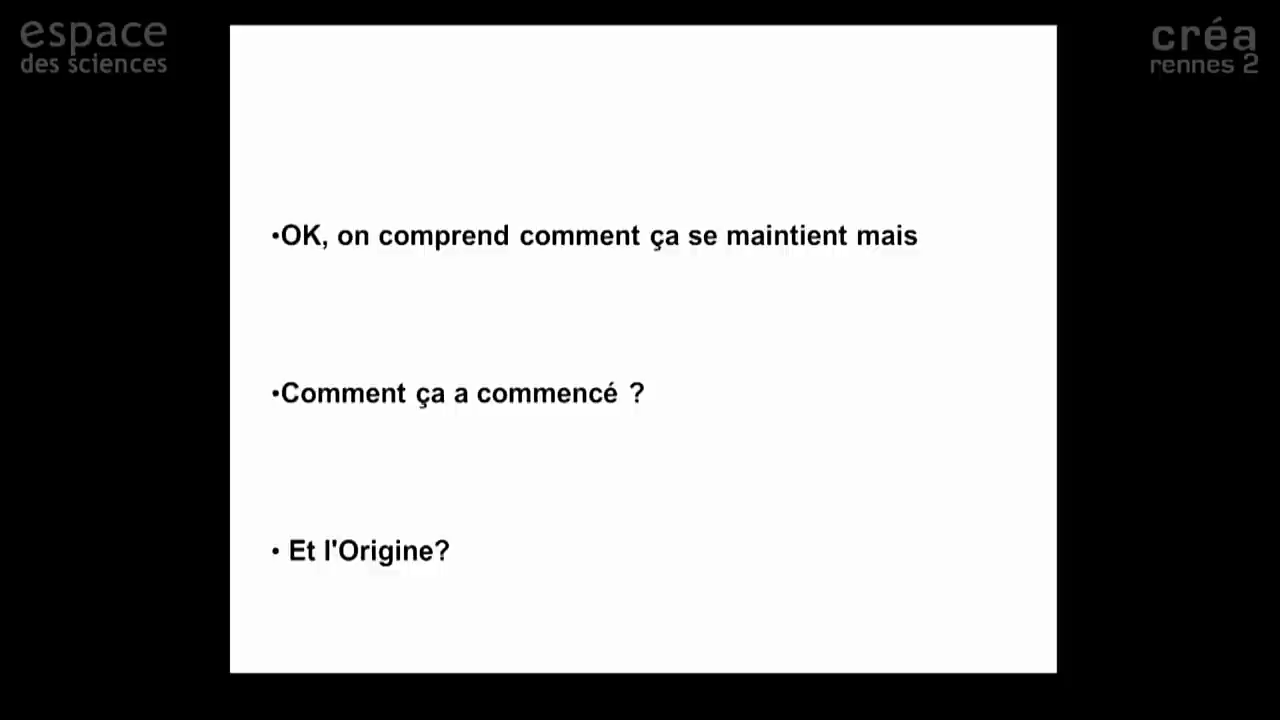 espace
des sciences
créa
rennes 2
•OK, on comprend comment ça se maintient mais
•Comment ça a commencé ?
• Et l'Origine?